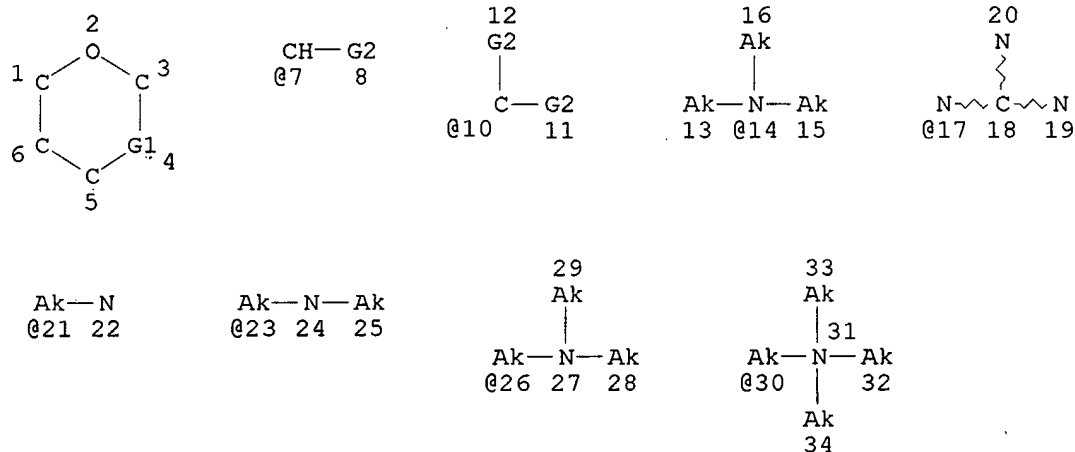 12 16 20
2 G2 Ak N
O CH G2
1 C C 3 @7 8 C G2 Ak N Ak N C N
@10 11 13 @14 15 @17 18 19
6 C G1 4
C
5
29 33
Ak Ak
Ak N Ak N Ak 31
@21 22 @23 24 25 Ak N Ak Ak N Ak
@26 27 28 @30 32
Ak
34